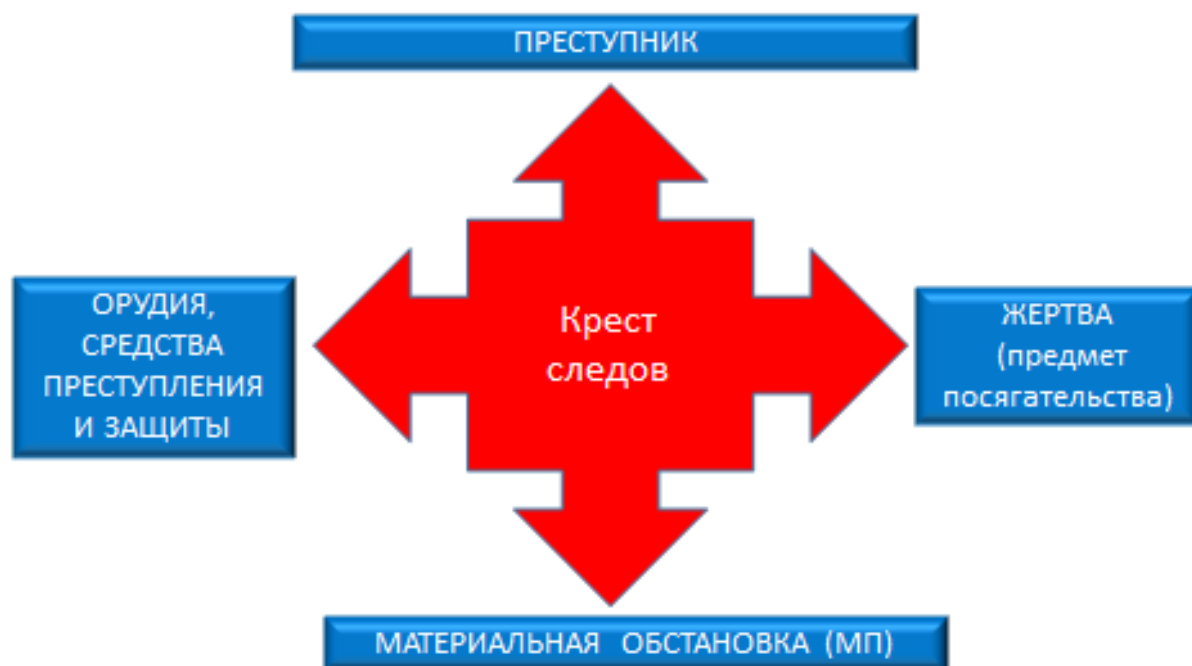 ПРЕСТУПНИК
ОРУДИЯ,
СРЕДСТВА
ПРЕСТУПЛЕНИЯ
И ЗАЩИТЫ
Крест
следов
ЖЕРТВА
(предмет
посягательства)
МАТЕРИАЛЬНАЯ ОБСТАНОВКА (МП)